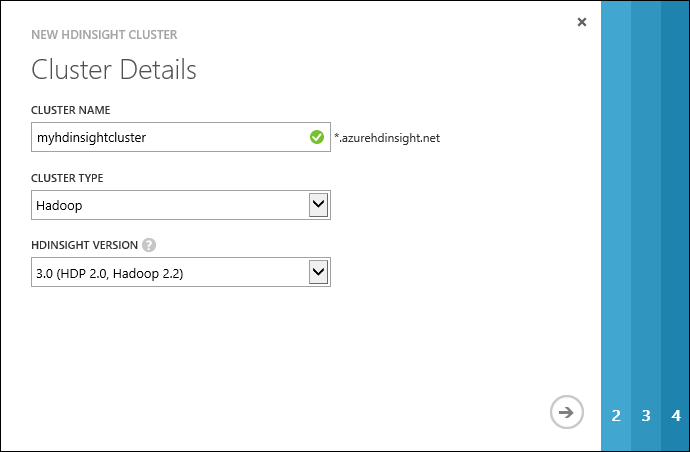 NEW HDINSIGHT CLUSTER
Cluster Details
CLUSTER NAME
myhdinsightcluster *.azurehdinsight.net
CLUSTER TYPE
Hadoop
HDINSIGHT VERSION ?
3.0 (HDP 2.0, Hadoop 2.2)
2 3 4